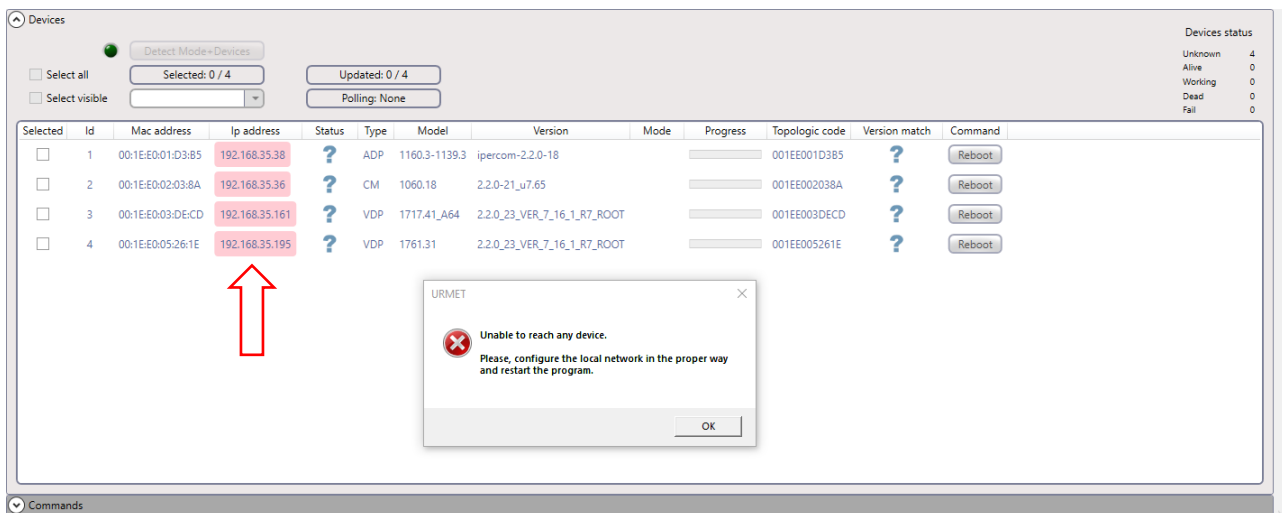 Devices
Devices status
Detect Mode+Devices
Unknown 4
Alive 0
Working 0
Dead 0
Fail 0
Select all
Selected: 0 / 4
Updated: 0 / 4
Select visible
Polling: None
Selected Id Mac address Ip address Status Type Model Version Mode Progress Topologic code Version match Command
1 00:1E:E0:01:D3:B5 192.168.35.38 ? ADP 1160.3-1139.3 ipercom-2.2.0-18 001EE001D3B5 ? Reboot
2 00:1E:E0:02:03:8A 192.168.35.36 ? CM 1060.18 2.2.0-21_u7.65 001EE002038A ? Reboot
3 00:1E:E0:03:DE:CD 192.168.35.161 ? VDP 1717.41_A64 2.2.0_23_VER_7_16_1_R7_ROOT 001EE003DECD ? Reboot
4 00:1E:E0:05:26:1E 192.168.35.195 ? VDP 1761.31 2.2.0_23_VER_7_16_1_R7_ROOT 001EE005261E ? Reboot
URMET
Unable to reach any device.
Please, configure the local network in the proper way
and restart the program.
OK
Commands